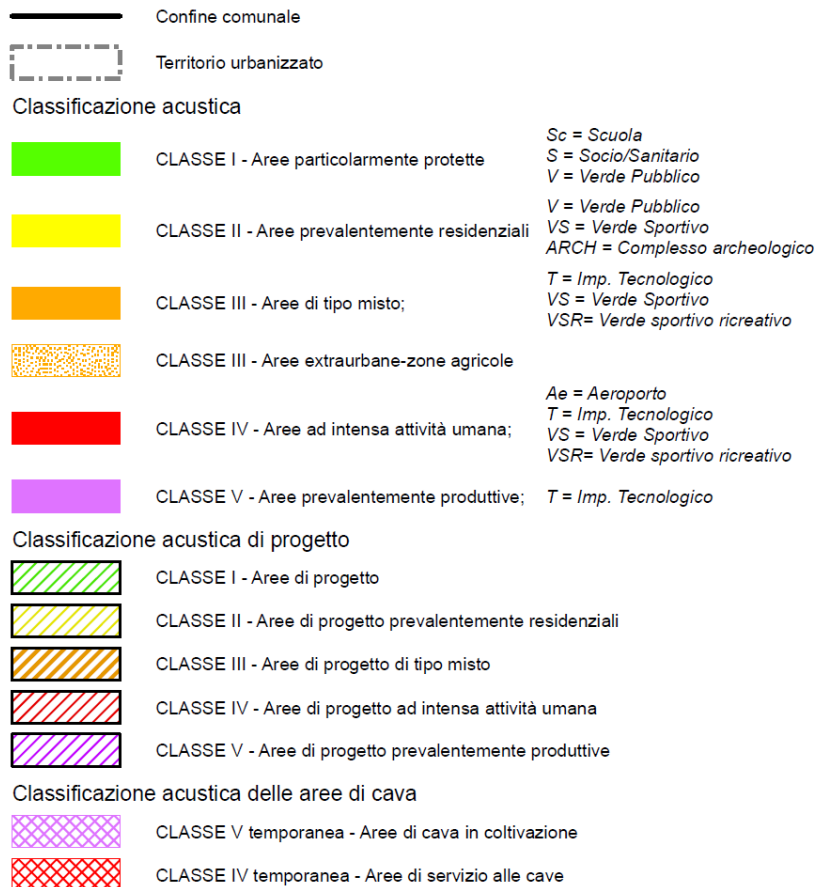 Confine comunale
Territorio urbanizzato
Classificazione acustica
CLASSE I - Aree particolarmente protette
Sc = Scuola
S = Socio/Sanitario
V = Verde Pubblico
CLASSE II - Aree prevalentemente residenziali
V = Verde Pubblico
VS = Verde Sportivo
ARCH = Complesso archeologico
CLASSE III - Aree di tipo misto;
T = Imp. Tecnologico
VS = Verde Sportivo
VSR= Verde sportivo ricreativo
CLASSE III - Aree extraurbane-zone agricole
CLASSE IV - Aree ad intensa attività umana;
Ae = Aeroporto
T = Imp. Tecnologico
VS = Verde Sportivo
VSR= Verde sportivo ricreativo
CLASSE V - Aree prevalentemente produttive;
T = Imp. Tecnologico
Classificazione acustica di progetto
CLASSE I - Aree di progetto
CLASSE II - Aree di progetto prevalentemente residenziali
CLASSE III - Aree di progetto di tipo misto
CLASSE IV - Aree di progetto ad intensa attività umana
CLASSE V - Aree di progetto prevalentemente produttive
Classificazione acustica delle aree di cava
CLASSE V temporanea - Aree di cava in coltivazione
CLASSE IV temporanea - Aree di servizio alle cave